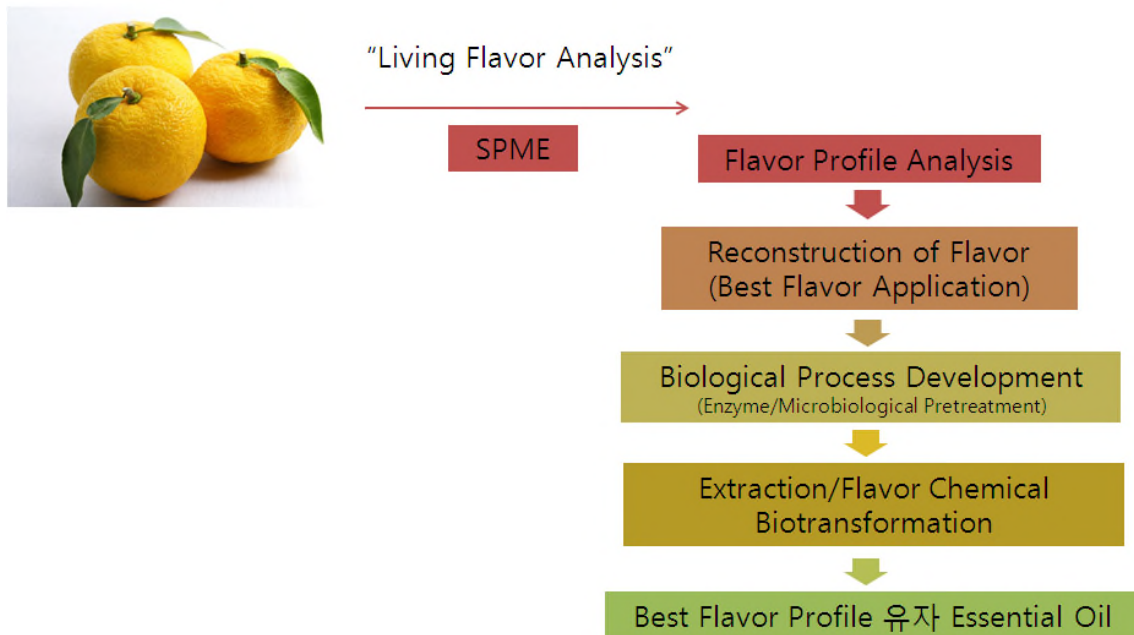 "Living Flavor Analysis"
SPME
Flavor Profile Analysis
Reconstruction of Flavor
(Best Flavor Application)
Biological Process Development
(Enzyme/Microbiological Pretreatment)
Extraction/Flavor Chemical
Biotransformation
Best Flavor Profile 유자 Essential Oil